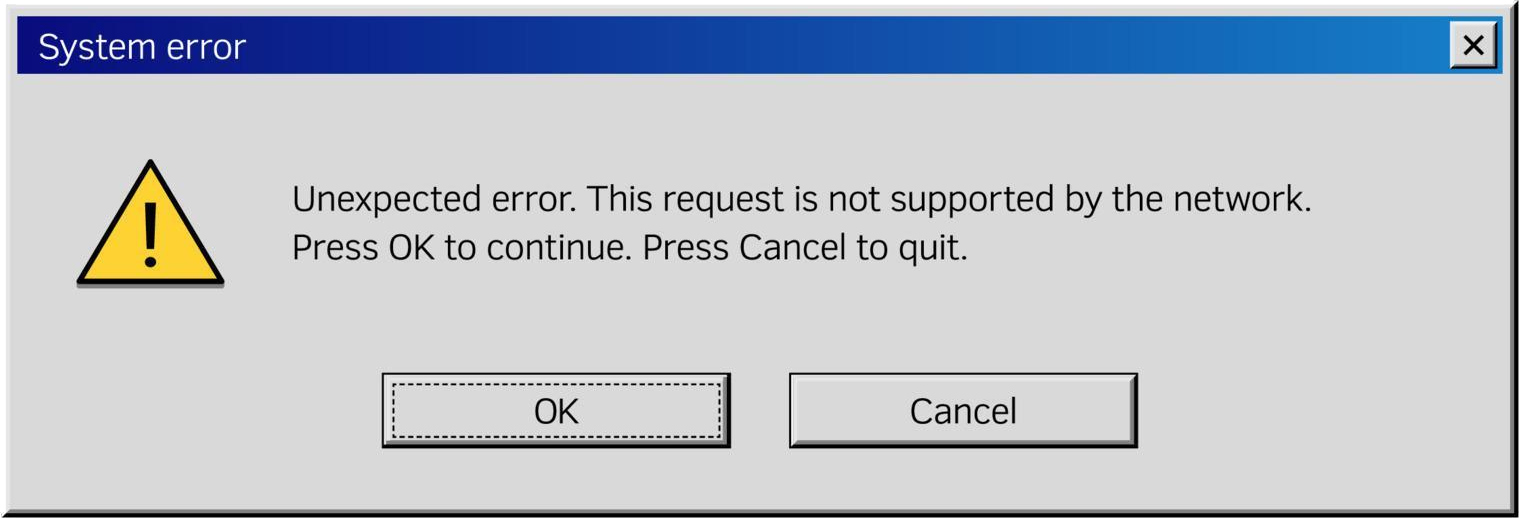 System error
Unexpected error. This request is not supported by the network.
Press OK to continue. Press Cancel to quit.
OK
Cancel